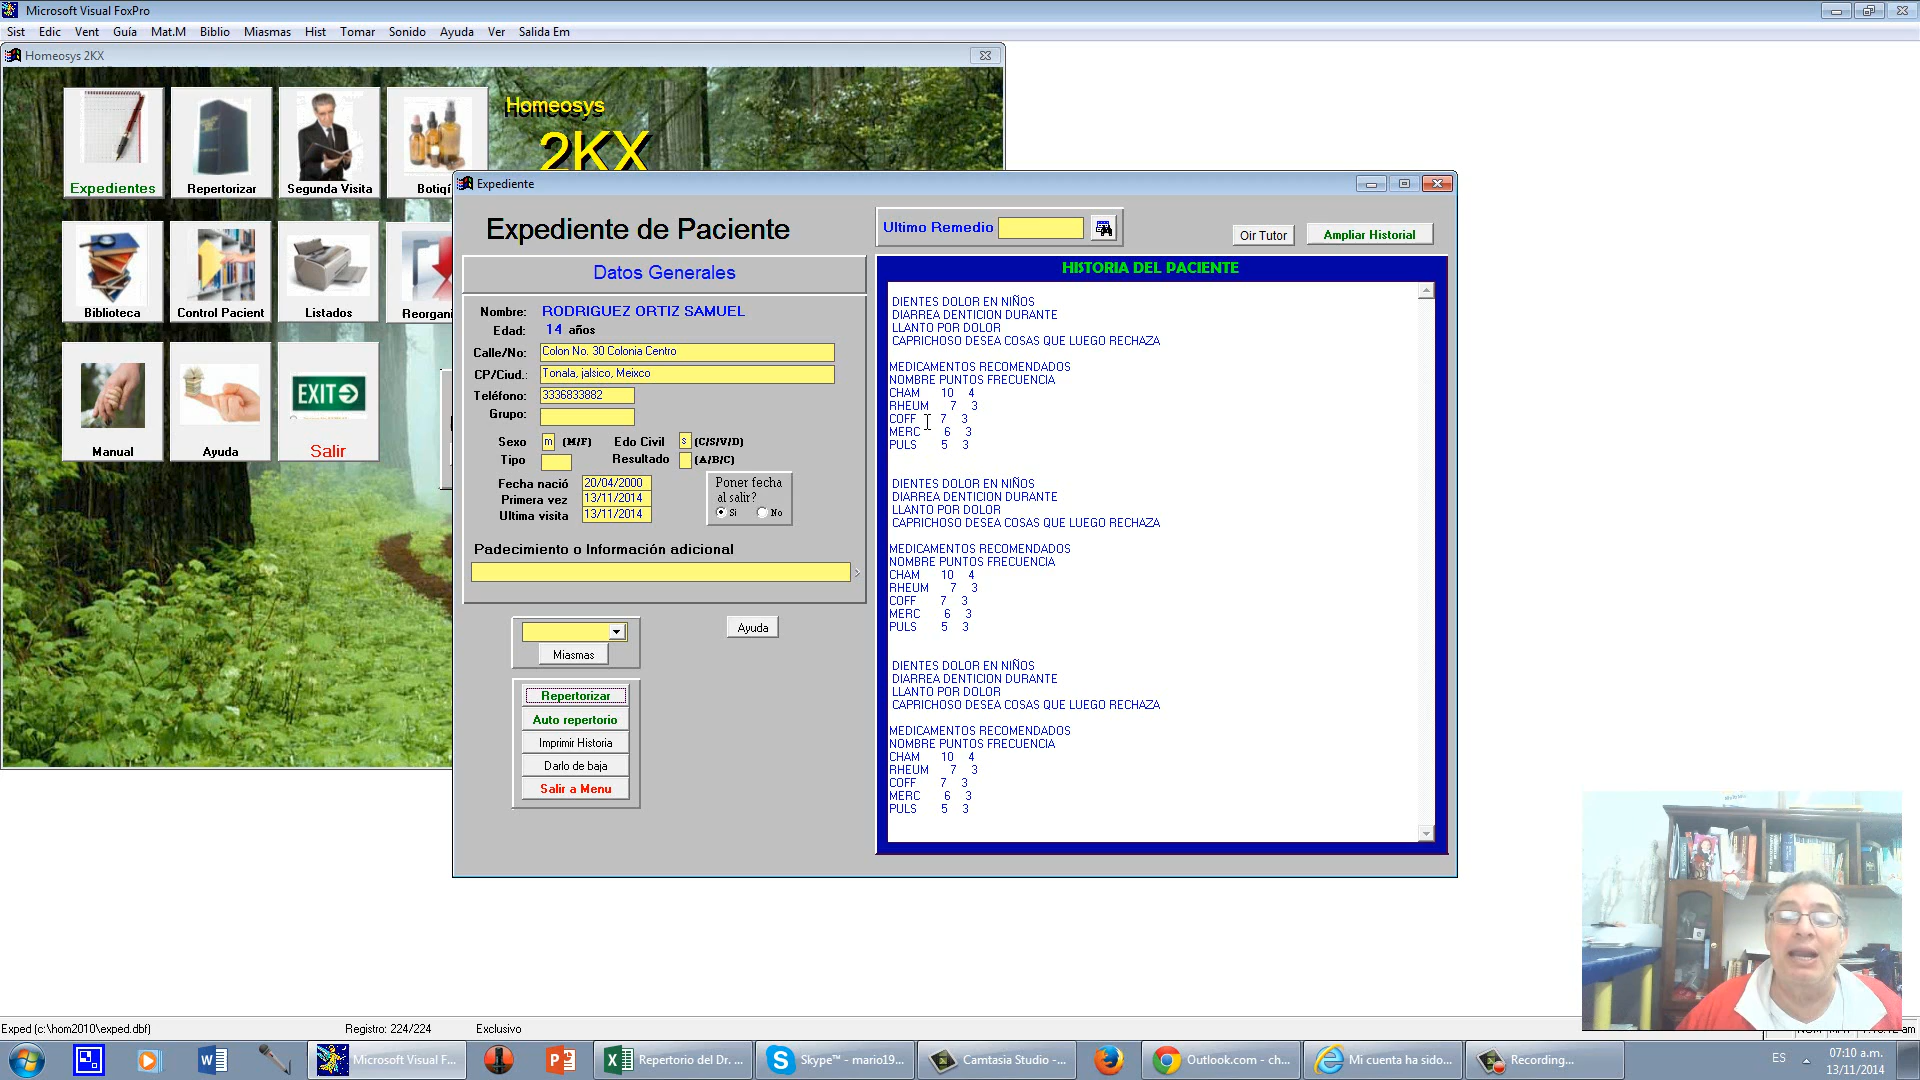 Microsoft Visual FoxPro
Sist Edic Vent Guía Mat.M Biblio Miasmas Hist Tomar Sonido Ayuda Ver Salida Em
Homeosys 2KX
Expedientes
Repertorizar
Segunda Visita
Homeosys
2KX
Biblioteca
Control Pacient
Listados
Manual
Ayuda
EXIT
Salir
Expediente
Expediente de Paciente
Ultimo Remedio
Oir Tutor
Ampliar Historial
Datos Generales
Nombre: RODRIGUEZ ORTIZ SAMUEL
Edad: 14 años
Calle/No: Colon No. 30 Colonia Centro
CP/Ciud.: Tonala, jalsico, Meixco
Teléfono: 3336833882
Grupo:
Sexo m (M/F) Edo Civil s (C/S/V/D)
Tipo Resultado (A/B/C)
Fecha nació 20/04/2000
Primera vez 13/11/2014
Ultima visita 13/11/2014
Poner fecha
al salir?
Si No
Padecimiento o Información adicional
Miasmas
Ayuda
Repertorizar
Auto repertorio
Imprimir Historia
Darlo de baja
Salir a Menu
HISTORIA DEL PACIENTE
DIENTES DOLOR EN NIÑOS
DIARREA DENTICION DURANTE
LLANTO POR DOLOR
CAPRICHOSO DESEA COSAS QUE LUEGO RECHAZA
MEDICAMENTOS RECOMENDADOS
NOMBRE PUNTOS FRECUENCIA
CHAM 10 4
RHEUM 7 3
COFF 7 3
MERC 6 3
PULS 5 3
DIENTES DOLOR EN NIÑOS
DIARREA DENTICION DURANTE
LLANTO POR DOLOR
CAPRICHOSO DESEA COSAS QUE LUEGO RECHAZA
MEDICAMENTOS RECOMENDADOS
NOMBRE PUNTOS FRECUENCIA
CHAM 10 4
RHEUM 7 3
COFF 7 3
MERC 6 3
PULS 5 3
DIENTES DOLOR EN NIÑOS
DIARREA DENTICION DURANTE
LLANTO POR DOLOR
CAPRICHOSO DESEA COSAS QUE LUEGO RECHAZA
MEDICAMENTOS RECOMENDADOS
NOMBRE PUNTOS FRECUENCIA
CHAM 10 4
RHEUM 7 3
COFF 7 3
MERC 6 3
PULS 5 3
Exped (c:\hom2010\exped.dbf) Registro: 224/224 Exclusivo
Microsoft Visual F...
Repertorio del Dr. ...
Skype™ - mario19...
Camtasia Studio -...
Outlook.com - ch...
Mi cuenta ha sido...
Recording...
ES
07:10 a.m.
13/11/2014